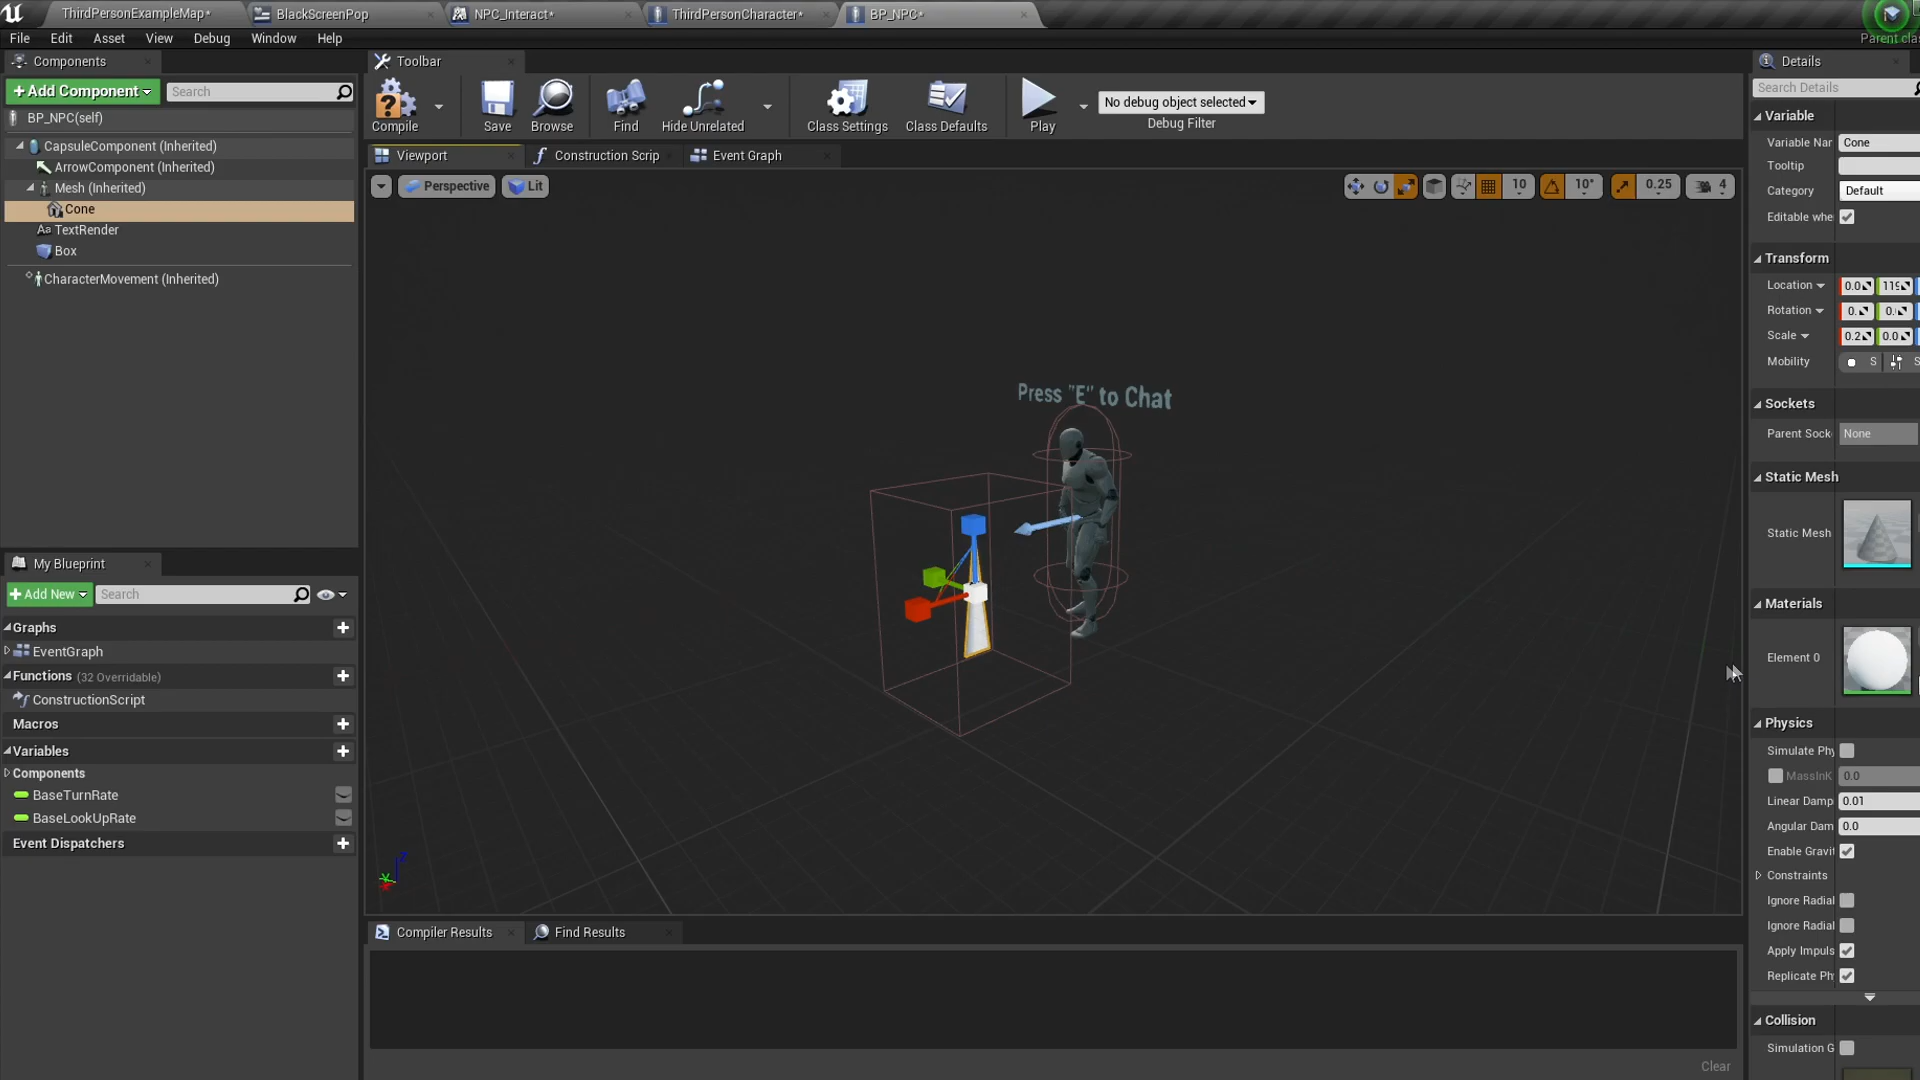 ThirdPersonExampleMap*
BlackScreenPop
NPC_Interact*
ThirdPersonCharacter*
BP_NPC*
File Edit Asset View Debug Window Help
Parent clas
Components
Toolbar
Details
+Add Component
Search
Search Details
BP_NPC(self)
Compile
Save
Browse
Find
Hide Unrelated
Class Settings
Class Defaults
Play
No debug object selected
Debug Filter
CapsuleComponent (Inherited)
ArrowComponent (Inherited)
Mesh (Inherited)
Cone
TextRender
Box
CharacterMovement (Inherited)
Viewport
Construction Scrip
Event Graph
Perspective
Lit
10
10°
0.25
4
Press "E" to Chat
Z
Variable
Variable Nar Cone
Tooltip
Category Default
Editable whe
Transform
Location 0.0 119
Rotation 0. 0.
Scale 0.2 0.0
Mobility S S
Sockets
Parent Sock None
Static Mesh
Static Mesh
Materials
Element 0
Physics
Simulate Phy
MassInK 0.0
Linear Damp 0.01
Angular Dam 0.0
Enable Gravit
Constraints
Ignore Radial
Ignore Radial
Apply Impuls
Replicate Ph
Collision
Simulation G
My Blueprint
+Add New
Search
Graphs
EventGraph
Functions (32 Overridable)
ConstructionScript
Macros
Variables
Components
BaseTurnRate
BaseLookUpRate
Event Dispatchers
Compiler Results
Find Results
Clear